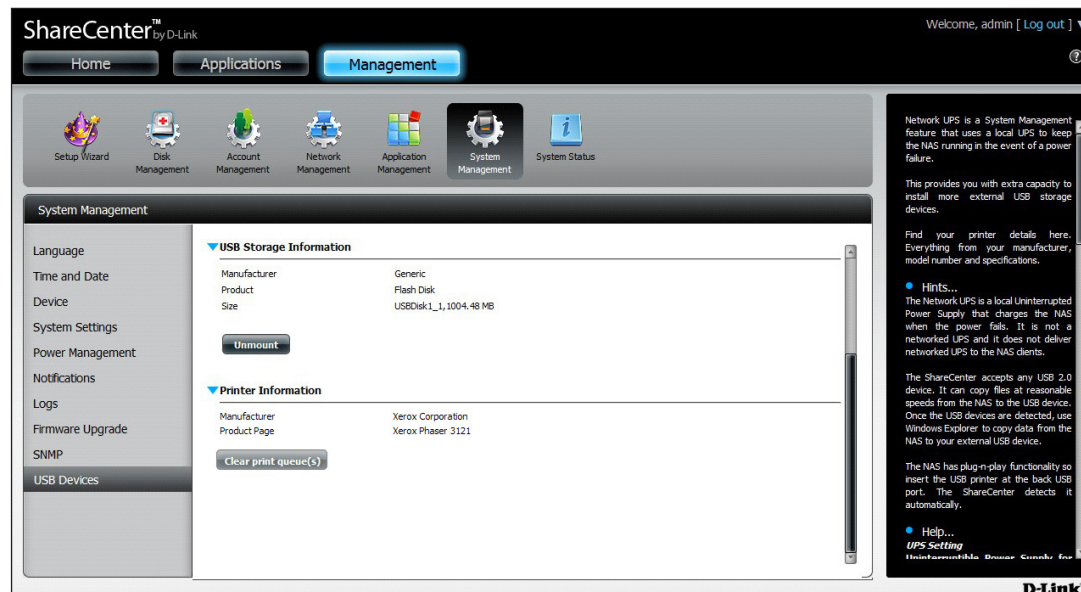 ShareCenter™ by D-Link
Welcome, admin [ Log out ]
Home
Applications
Management
Setup Wizard
Disk
Management
Account
Management
Network
Management
Application
Management
System
Management
System Status
System Management
Language
Time and Date
Device
System Settings
Power Management
Notifications
Logs
Firmware Upgrade
SNMP
USB Devices
USB Storage Information
Manufacturer Generic
Product Flash Disk
Size USBDisk1_1,1004.48 MB
Unmount
Printer Information
Manufacturer Xerox Corporation
Product Page Xerox Phaser 3121
Clear print queue(s)
Network UPS is a System Management
feature that uses a local UPS to keep
the NAS running in the event of a power
failure.
This provides you with extra capacity to
install more external USB storage
devices.
Find your printer details here.
Everything from your manufacturer,
model number and specifications.
Hints...
The Network UPS is a local Uninterrupted
Power Supply that charges the NAS
when the power fails. It is not a
networked UPS and it does not deliver
networked UPS to the NAS clients.
The ShareCenter accepts any USB 2.0
device. It can copy files at reasonable
speeds from the NAS to the USB device.
Once the USB devices are detected, use
Windows Explorer to copy data from the
NAS to your external USB device.
The NAS has plug-n-play functionality so
insert the USB printer at the back USB
port. The ShareCenter detects it
automatically.
Help...
UPS Setting
Uninterruptible Power Supply for
D-Link